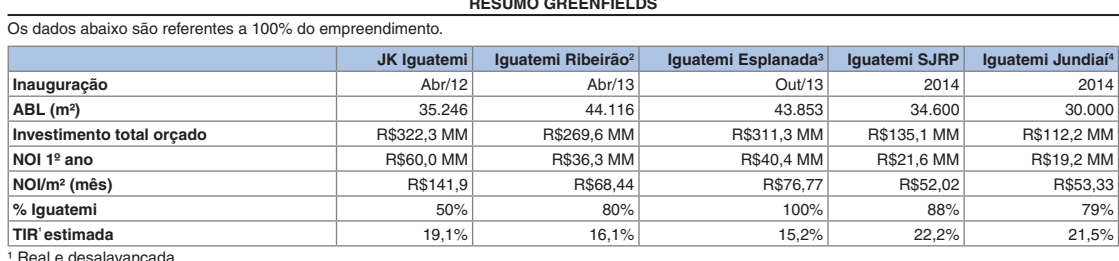 RESUMO GREENFIELDS
Os dados abaixo são referentes a 100% do empreendimento.
JK Iguatemi Iguatemi Ribeirão² Iguatemi Esplanada³ Iguatemi SJRP Iguatemi Jundiaí⁴
Inauguração Abr/12 Abr/13 Out/13 2014 2014
ABL (m²) 35.246 44.116 43.853 34.600 30.000
Investimento total orçado R$322,3 MM R$269,6 MM R$311,3 MM R$135,1 MM R$112,2 MM
NOI 1º ano R$60,0 MM R$36,3 MM R$40,4 MM R$21,6 MM R$19,2 MM
NOI/m² (mês) R$141,9 R$68,44 R$76,77 R$52,02 R$53,33
% Iguatemi 50% 80% 100% 88% 79%
TIR¹ estimada 19,1% 16,1% 15,2% 22,2% 21,5%
¹ Real e desalavancada